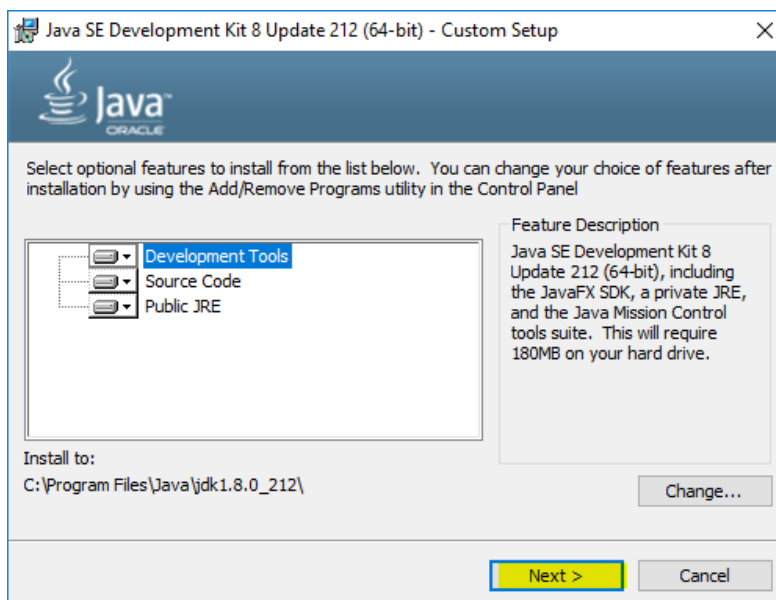 Java SE Development Kit 8 Update 212 (64-bit) - Custom Setup
Java™
ORACLE
Select optional features to install from the list below. You can change your choice of features after
installation by using the Add/Remove Programs utility in the Control Panel
Development Tools
Source Code
Public JRE
Feature Description
Java SE Development Kit 8
Update 212 (64-bit), including
the JavaFX SDK, a private JRE,
and the Java Mission Control
tools suite. This will require
180MB on your hard drive.
Install to:
C:\Program Files\Java\jdk1.8.0_212\
Change...
Next >
Cancel